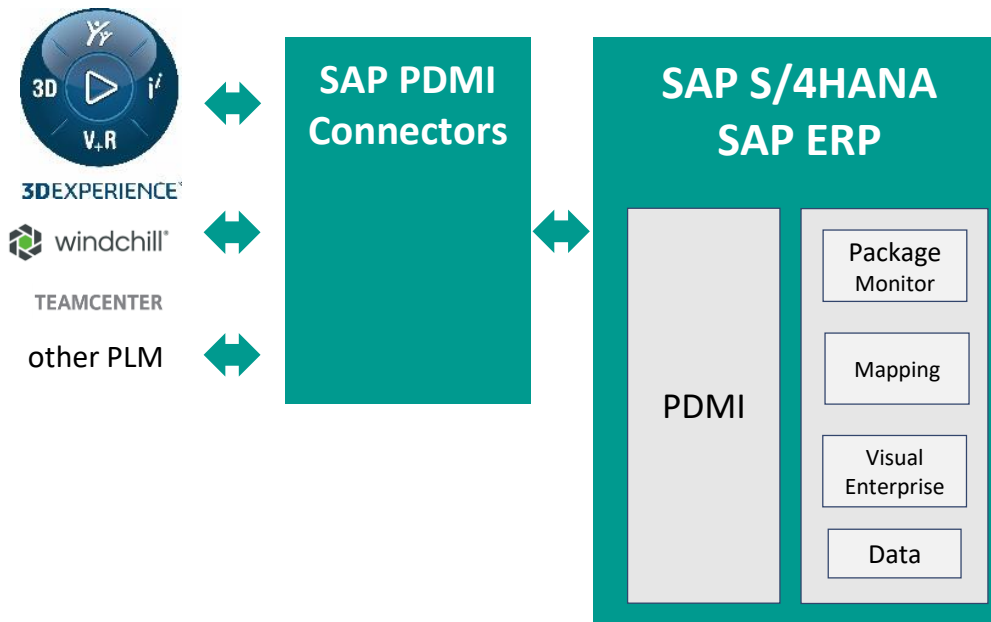 3D
V+R
3DEXPERIENCE
windchill®
TEAMCENTER
other PLM
SAP PDMI
Connectors
SAP S/4HANA
SAP ERP
PDMI
Package
Monitor
Mapping
Visual
Enterprise
Data